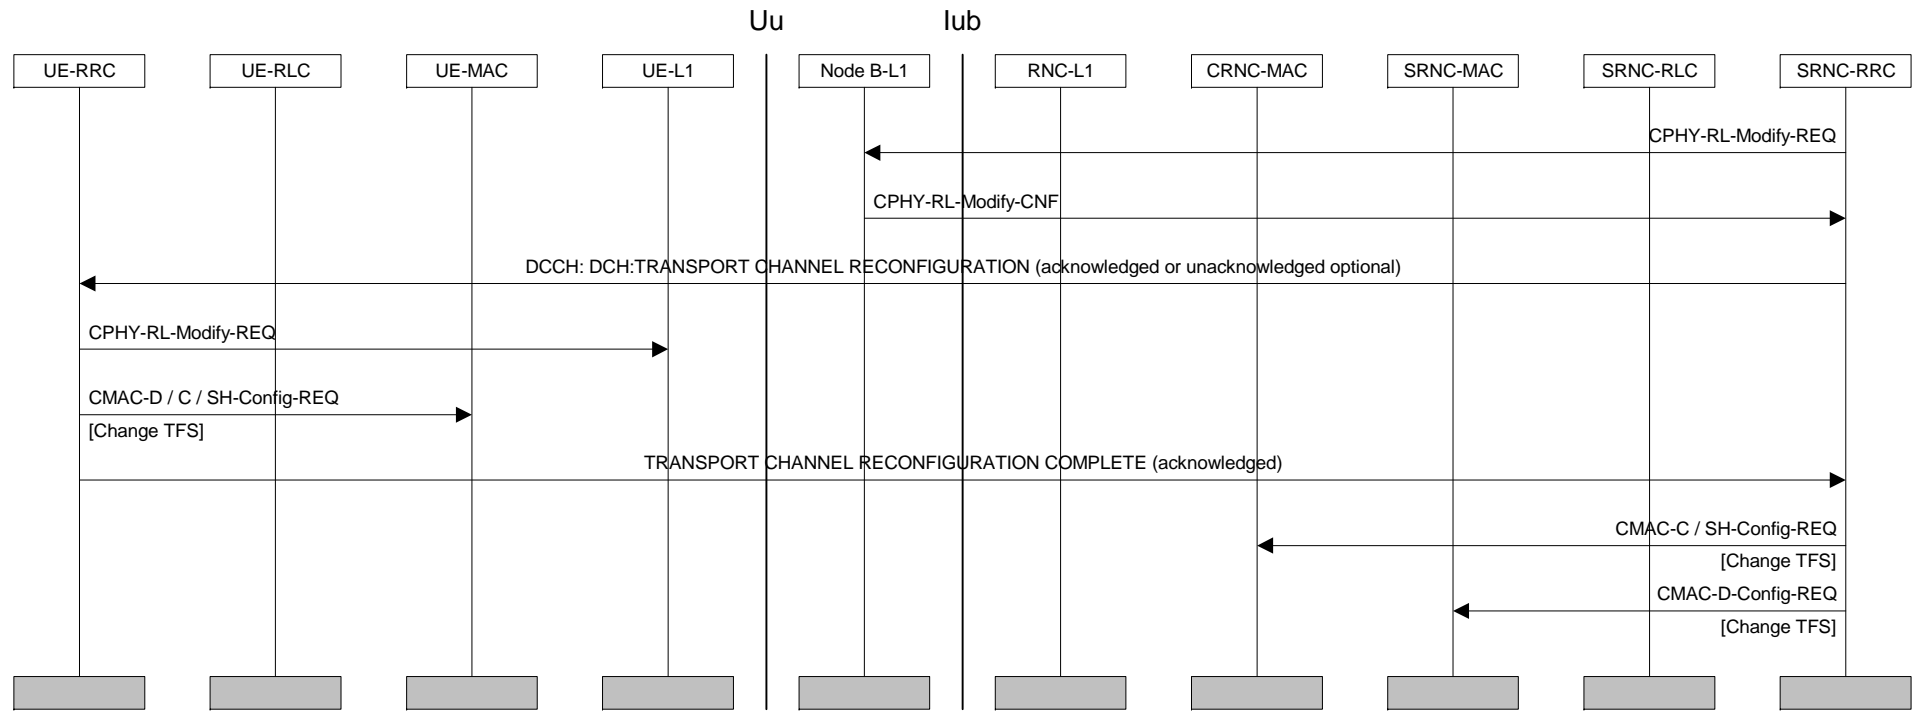 Uu
Iub
UE-RRC
UE-RLC
UE-MAC
UE-L1
Node B-L1
RNC-L1
CRNC-MAC
SRNC-MAC
SRNC-RLC
SRNC-RRC
CPHY-RL-Modify-REQ
CPHY-RL-Modify-CNF
DCCH: DCH:TRANSPORT CHANNEL RECONFIGURATION (acknowledged or unacknowledged optional)
CPHY-RL-Modify-REQ
CMAC-D / C / SH-Config-REQ
[Change TFS]
TRANSPORT CHANNEL RECONFIGURATION COMPLETE (acknowledged)
CMAC-C / SH-Config-REQ
[Change TFS]
CMAC-D-Config-REQ
[Change TFS]